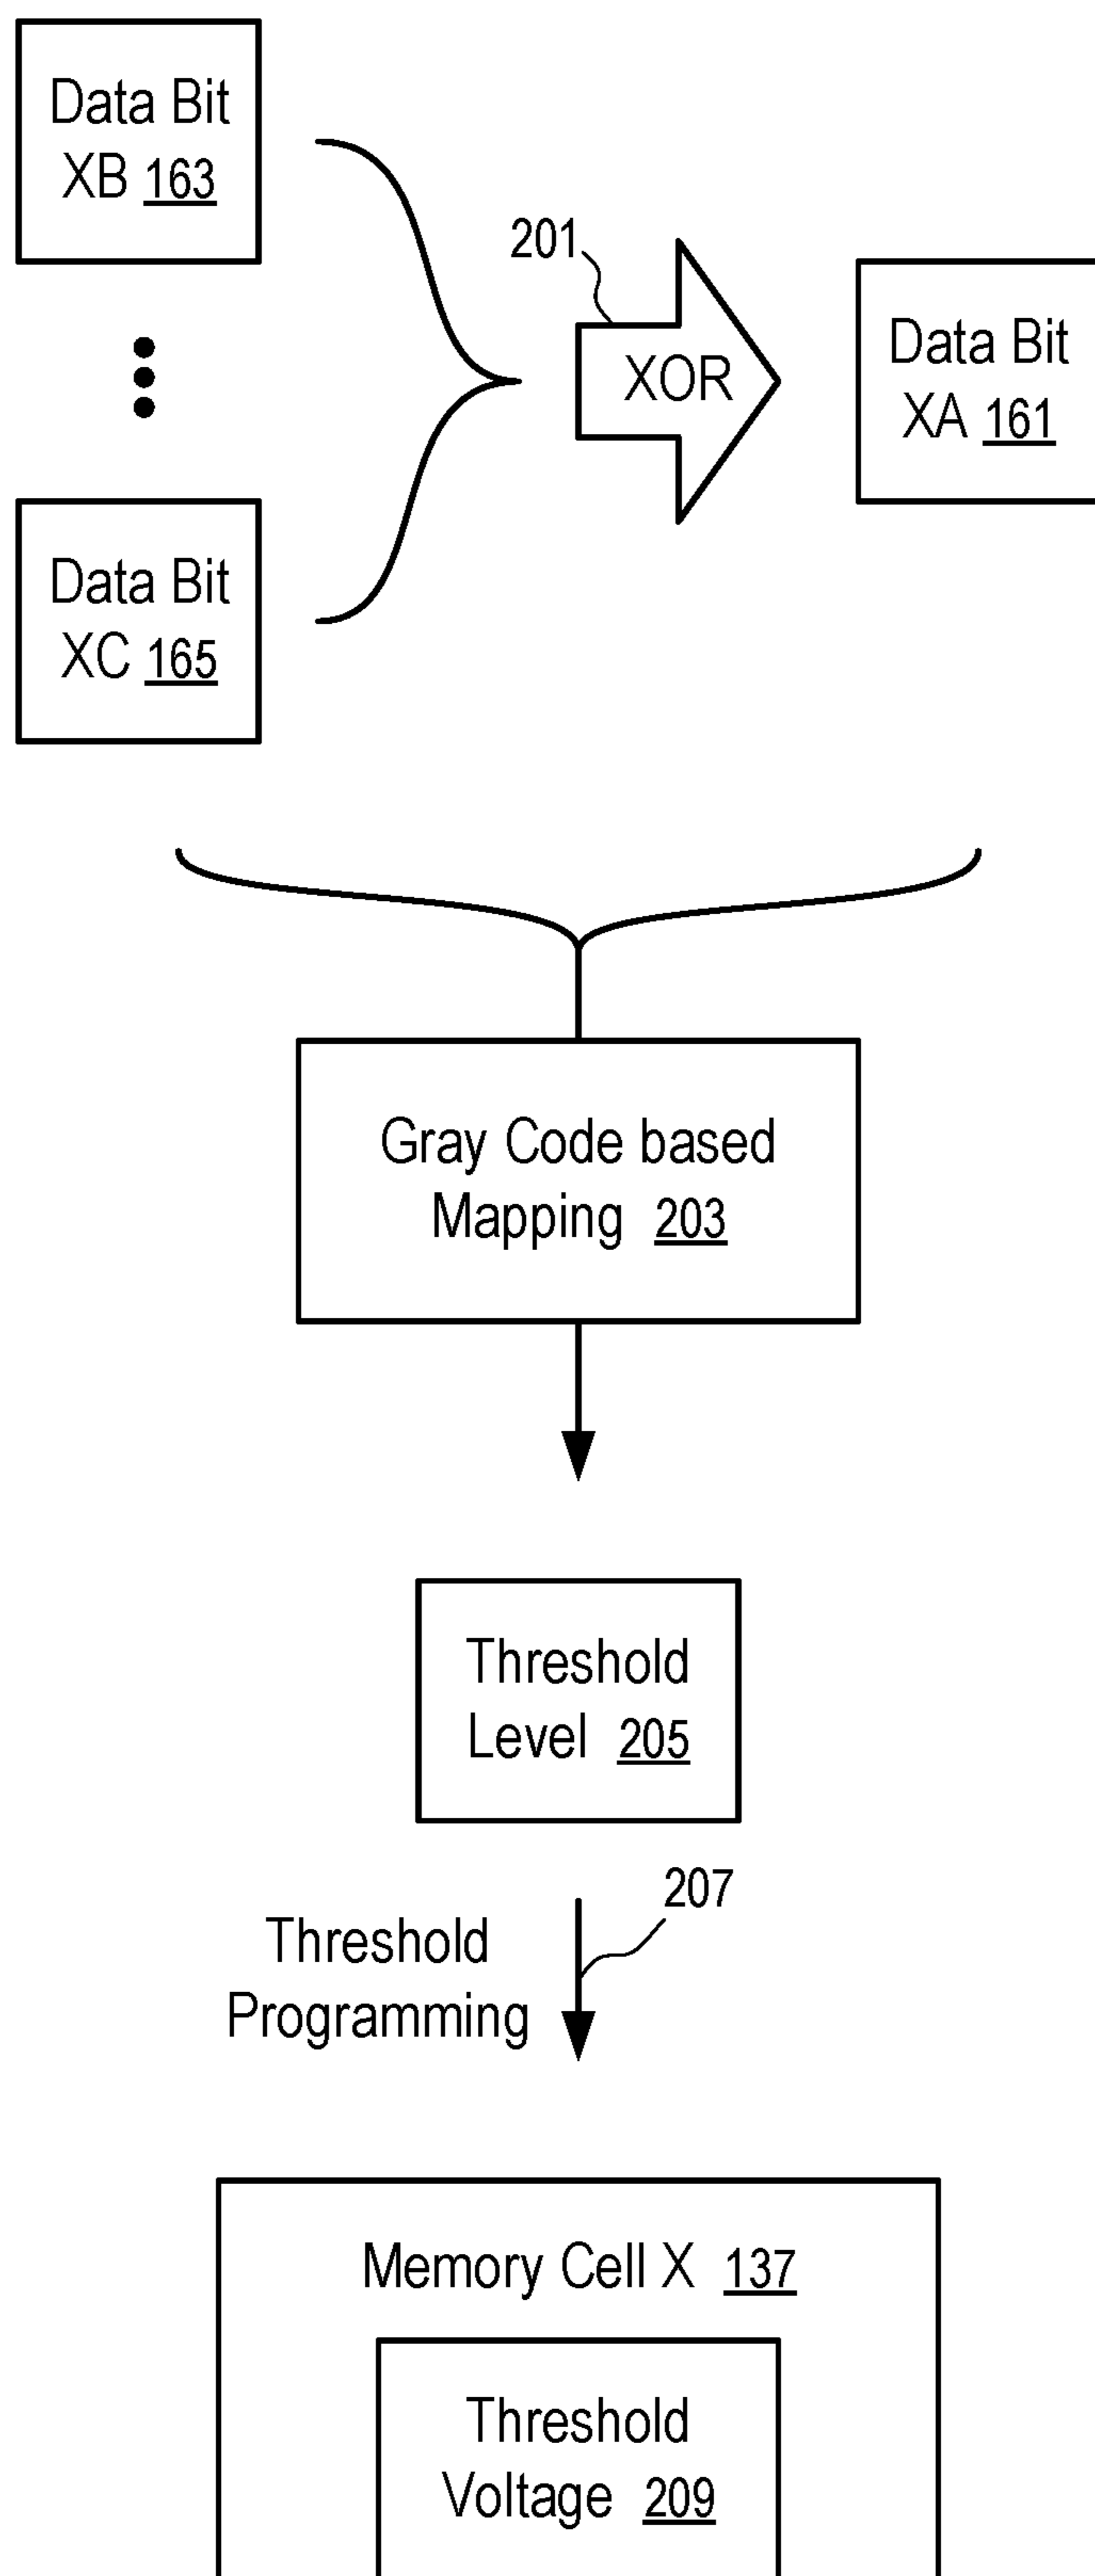 Data Bit
XB 163
201
XOR
Data Bit
XA 161
Data Bit
XC 165
Gray Code based
Mapping 203
Threshold
Level 205
207
Threshold
Programming
Memory Cell X 137
Threshold
Voltage 209